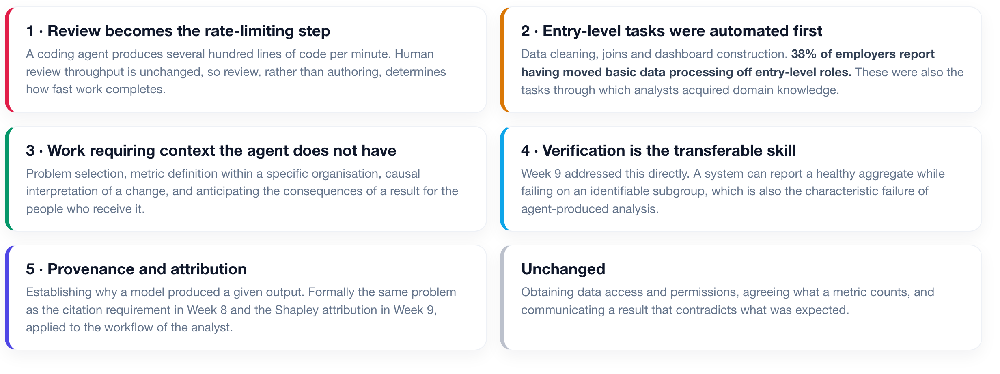 1 · Review becomes the rate-limiting step
A coding agent produces several hundred lines of code per minute. Human
review throughput is unchanged, so review, rather than authoring, determines
how fast work completes.
2 · Entry-level tasks were automated first
Data cleaning, joins and dashboard construction. 38% of employers report
having moved basic data processing off entry-level roles. These were also the
tasks through which analysts acquired domain knowledge.
3 · Work requiring context the agent does not have
Problem selection, metric definition within a specific organisation, causal
interpretation of a change, and anticipating the consequences of a result for the
people who receive it.
4 · Verification is the transferable skill
Week 9 addressed this directly. A system can report a healthy aggregate while
failing on an identifiable subgroup, which is also the characteristic failure of
agent-produced analysis.
5 · Provenance and attribution
Establishing why a model produced a given output. Formally the same problem
as the citation requirement in Week 8 and the Shapley attribution in Week 9,
applied to the workflow of the analyst.
Unchanged
Obtaining data access and permissions, agreeing what a metric counts, and
communicating a result that contradicts what was expected.